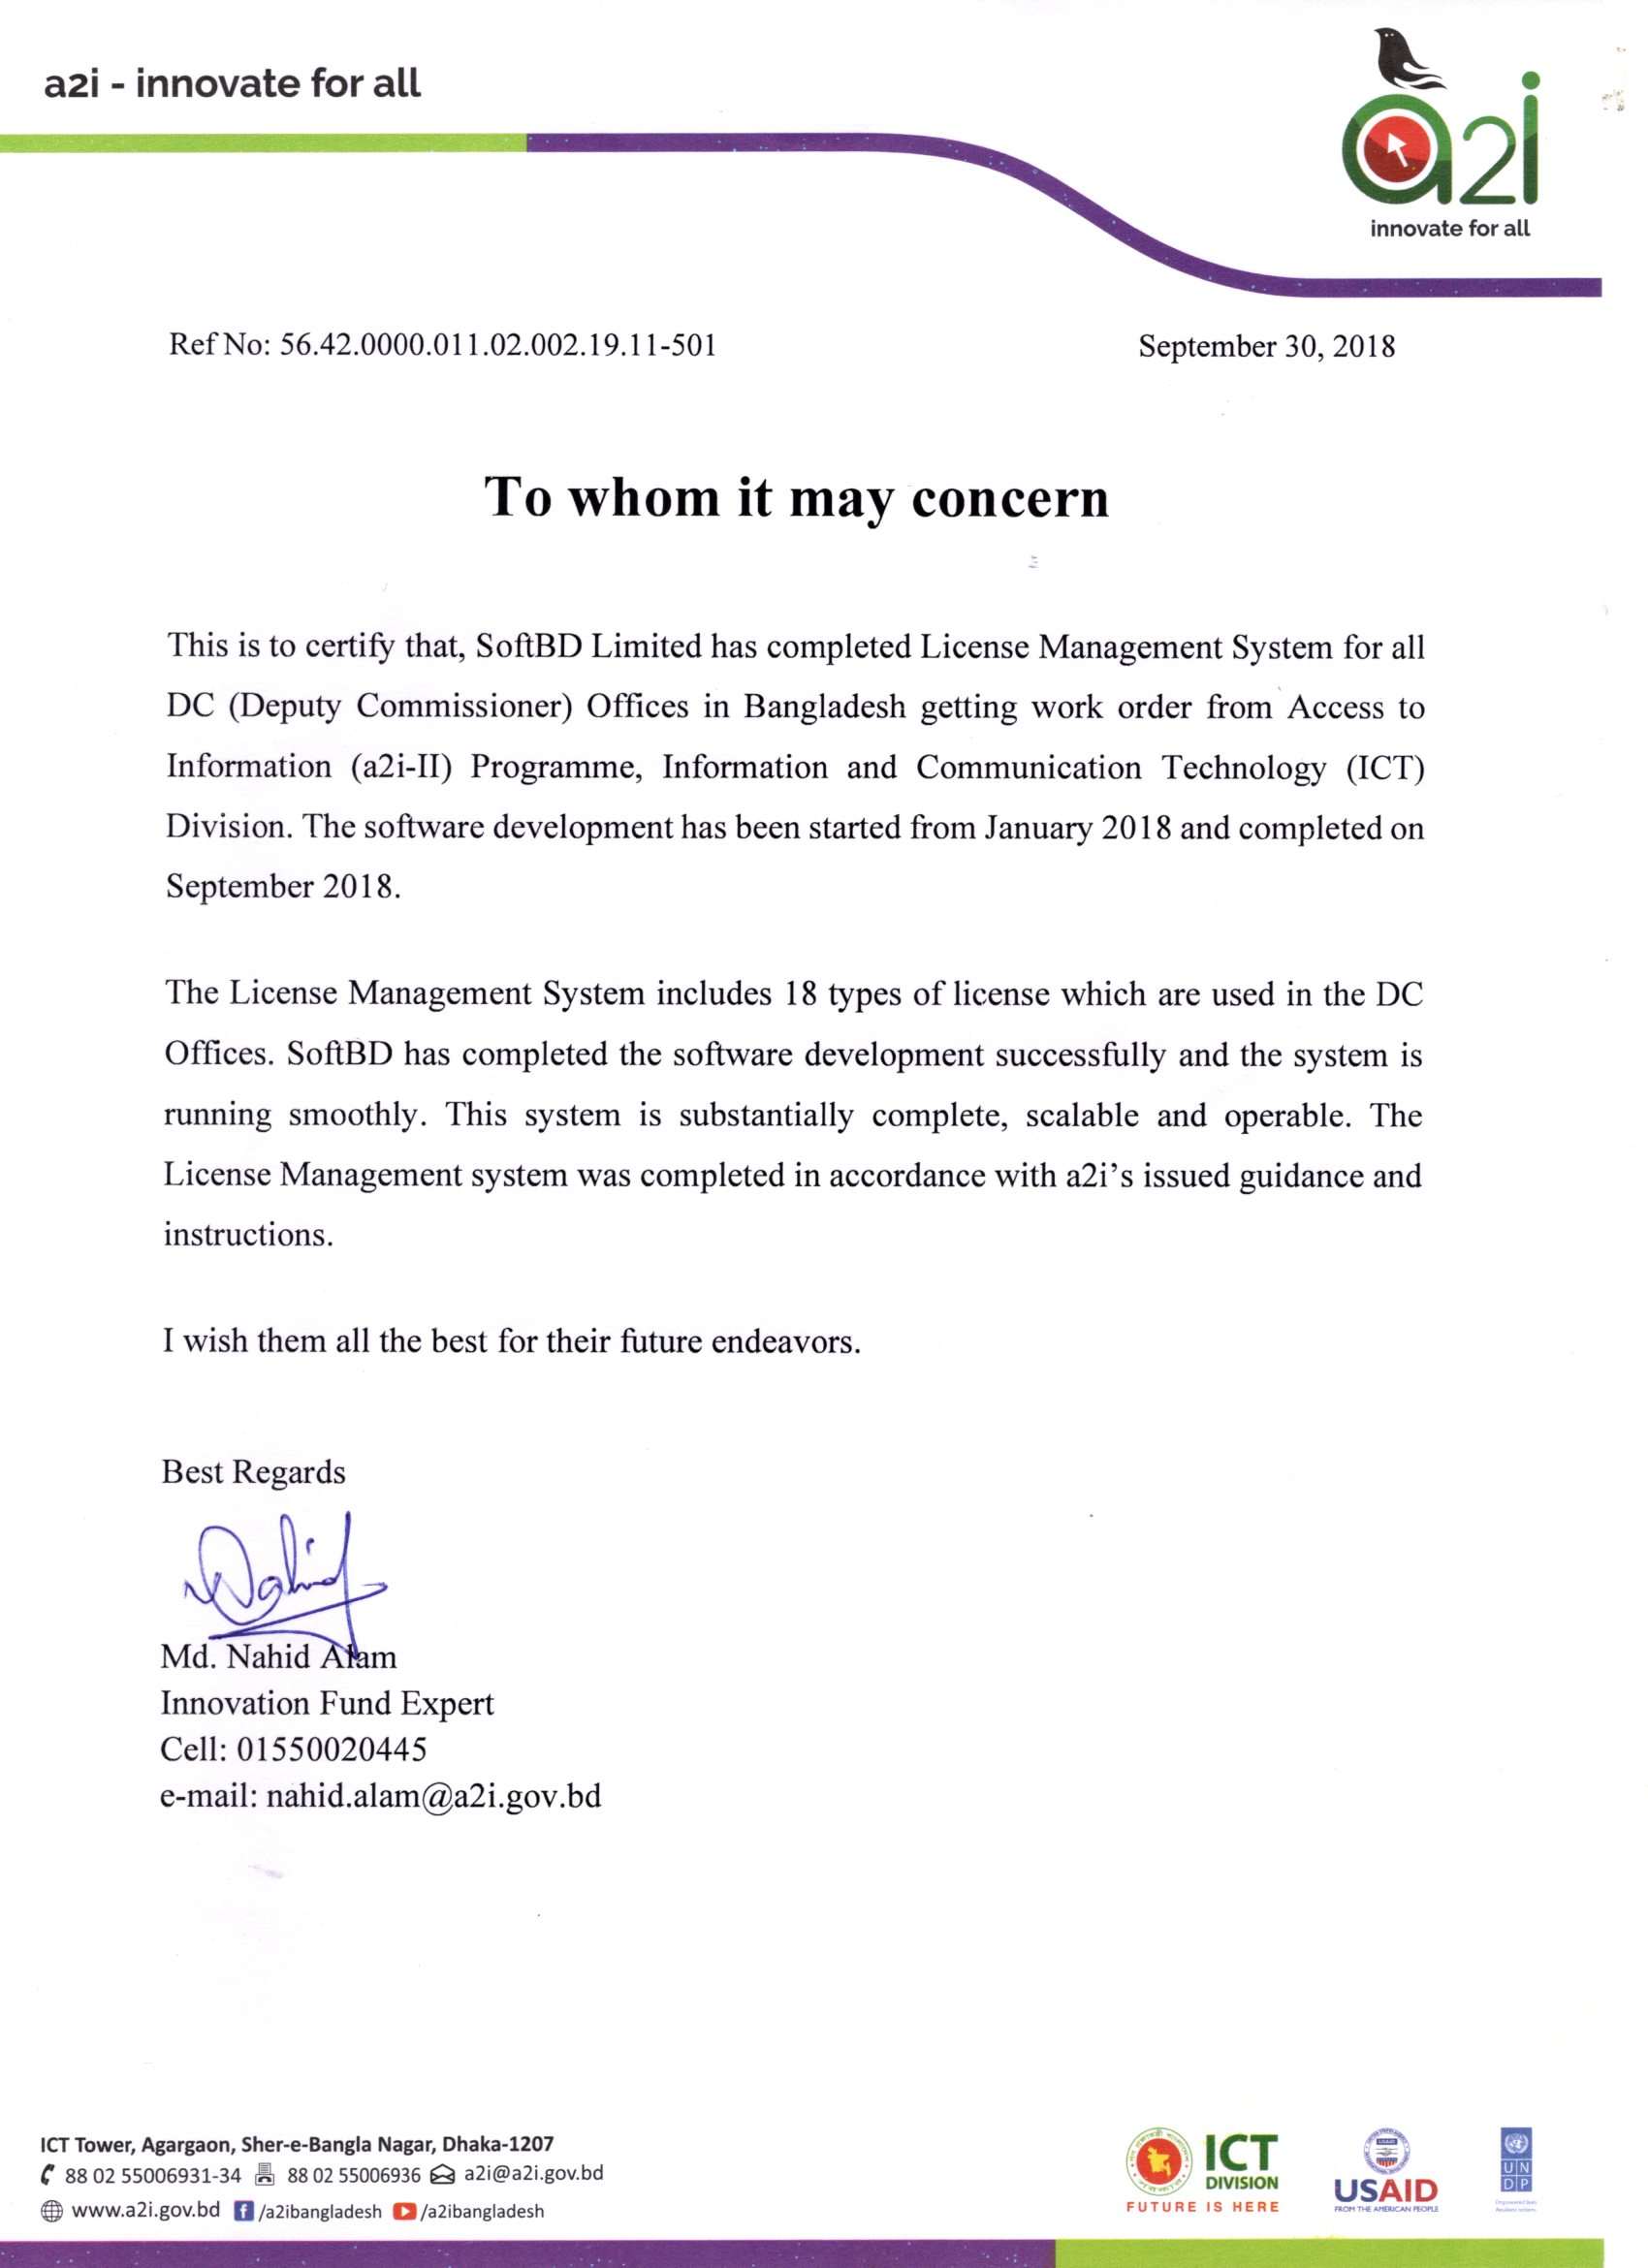 a2i - innovate for all
a2i
innovate for all
Ref No: 56.42.0000.011.02.002.19.11-501
September 30, 2018
To whom it may concern
This is to certify that, SoftBD Limited has completed License Management System for all
DC (Deputy Commissioner) Offices in Bangladesh getting work order from Access to
Information (a2i-II) Programme, Information and Communication Technology (ICT)
Division. The software development has been started from January 2018 and completed on
September 2018.
The License Management System includes 18 types of license which are used in the DC
Offices. SoftBD has completed the software development successfully and the system is
running smoothly. This system is substantially complete, scalable and operable. The
License Management system was completed in accordance with a2i’s issued guidance and
instructions.
I wish them all the best for their future endeavors.
Best Regards
Nahid
Md. Nahid Alam
Innovation Fund Expert
Cell: 01550020445
e-mail: nahid.alam@a2i.gov.bd
ICT Tower, Agargaon, Sher-e-Bangla Nagar, Dhaka-1207
88 02 55006931-34 88 02 55006936 a2i@a2i.gov.bd
www.a2i.gov.bd /a2ibangladesh /a2ibangladesh
ICT
DIVISION
FUTURE IS HERE
USAID
FROM THE AMERICAN PEOPLE
U N
D P
Empowered lives.
Resilient nations.